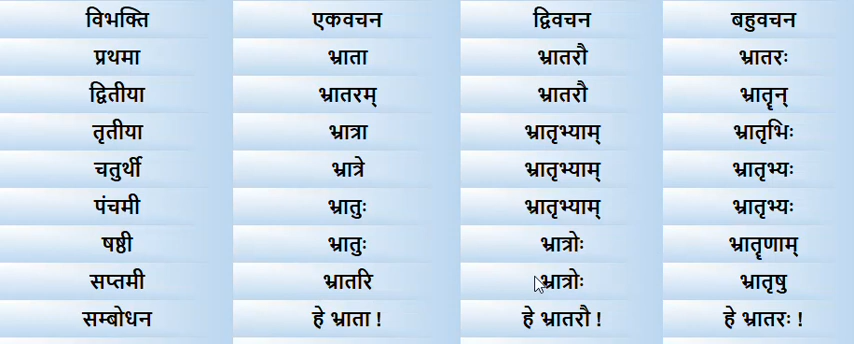 विभक्ति एकवचन द्विवचन बहुवचन
प्रथमा भ्राता भ्रातरौ भ्रातरः
द्वितीया भ्रातरम् भ्रातरौ भ्रातॄन्
तृतीया भ्रात्रा भ्रातृभ्याम् भ्रातृभिः
चतुर्थी भ्रात्रे भ्रातृभ्याम् भ्रातृभ्यः
पंचमी भ्रातुः भ्रातृभ्याम् भ्रातृभ्यः
षष्ठी भ्रातुः भ्रात्रोः भ्रातॄणाम्
सप्तमी भ्रातरि भ्रात्रोः भ्रातृषु
सम्बोधन हे भ्राता ! हे भ्रातरौ ! हे भ्रातरः !